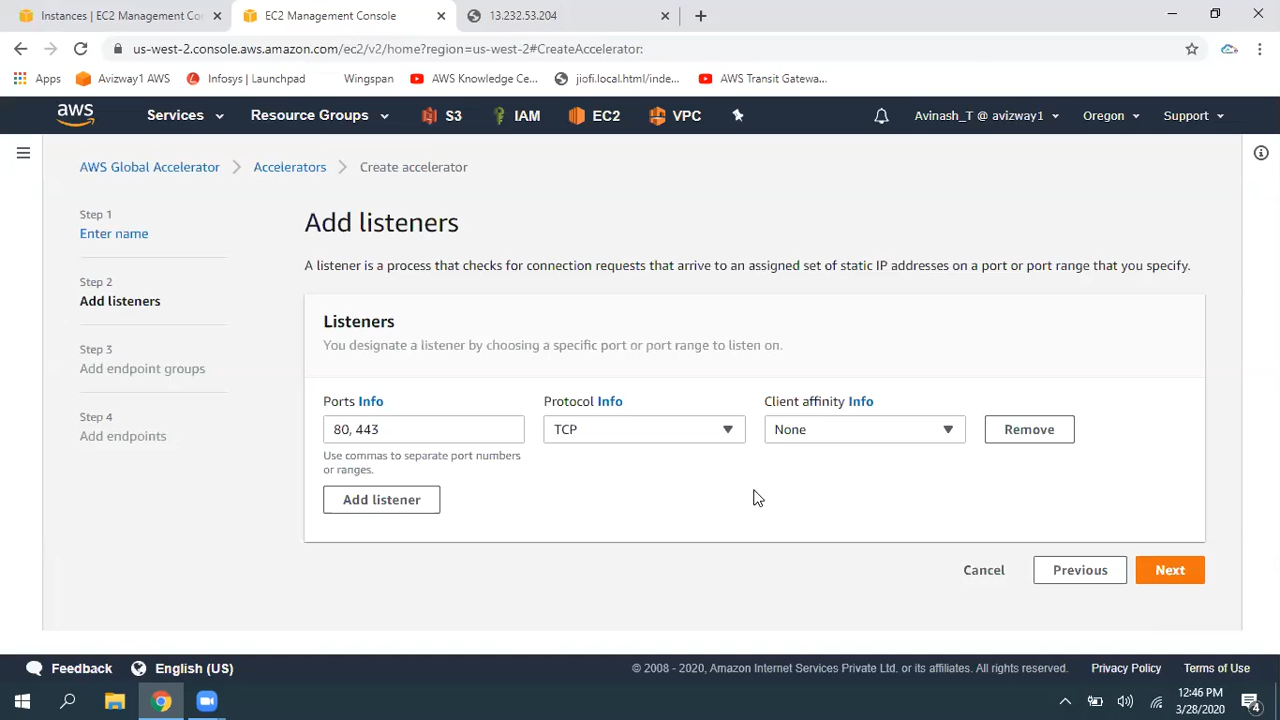 Instances | EC2 Management Co
EC2 Management Console
13.232.53.204
us-west-2.console.aws.amazon.com/ec2/v2/home?region=us-west-2#CreateAccelerator:
Apps
Avizway1 AWS
Infosys | Launchpad
Wingspan
AWS Knowledge Ce...
jiofi.local.html/inde...
AWS Transit Gatewa...
aws
Services
Resource Groups
S3
IAM
EC2
VPC
Avinash_T @ avizway1
Oregon
Support
AWS Global Accelerator
Accelerators
Create accelerator
Step 1
Enter name
Step 2
Add listeners
Step 3
Add endpoint groups
Step 4
Add endpoints
Add listeners
A listener is a process that checks for connection requests that arrive to an assigned set of static IP addresses on a port or port range that you specify.
Listeners
You designate a listener by choosing a specific port or port range to listen on.
Ports Info
Protocol Info
Client affinity Info
80, 443
TCP
None
Remove
Use commas to separate port numbers
or ranges.
Add listener
Cancel
Previous
Next
Feedback
English (US)
© 2008 - 2020, Amazon Internet Services Private Ltd. or its affiliates. All rights reserved.
Privacy Policy
Terms of Use
12:46 PM
3/28/2020
4